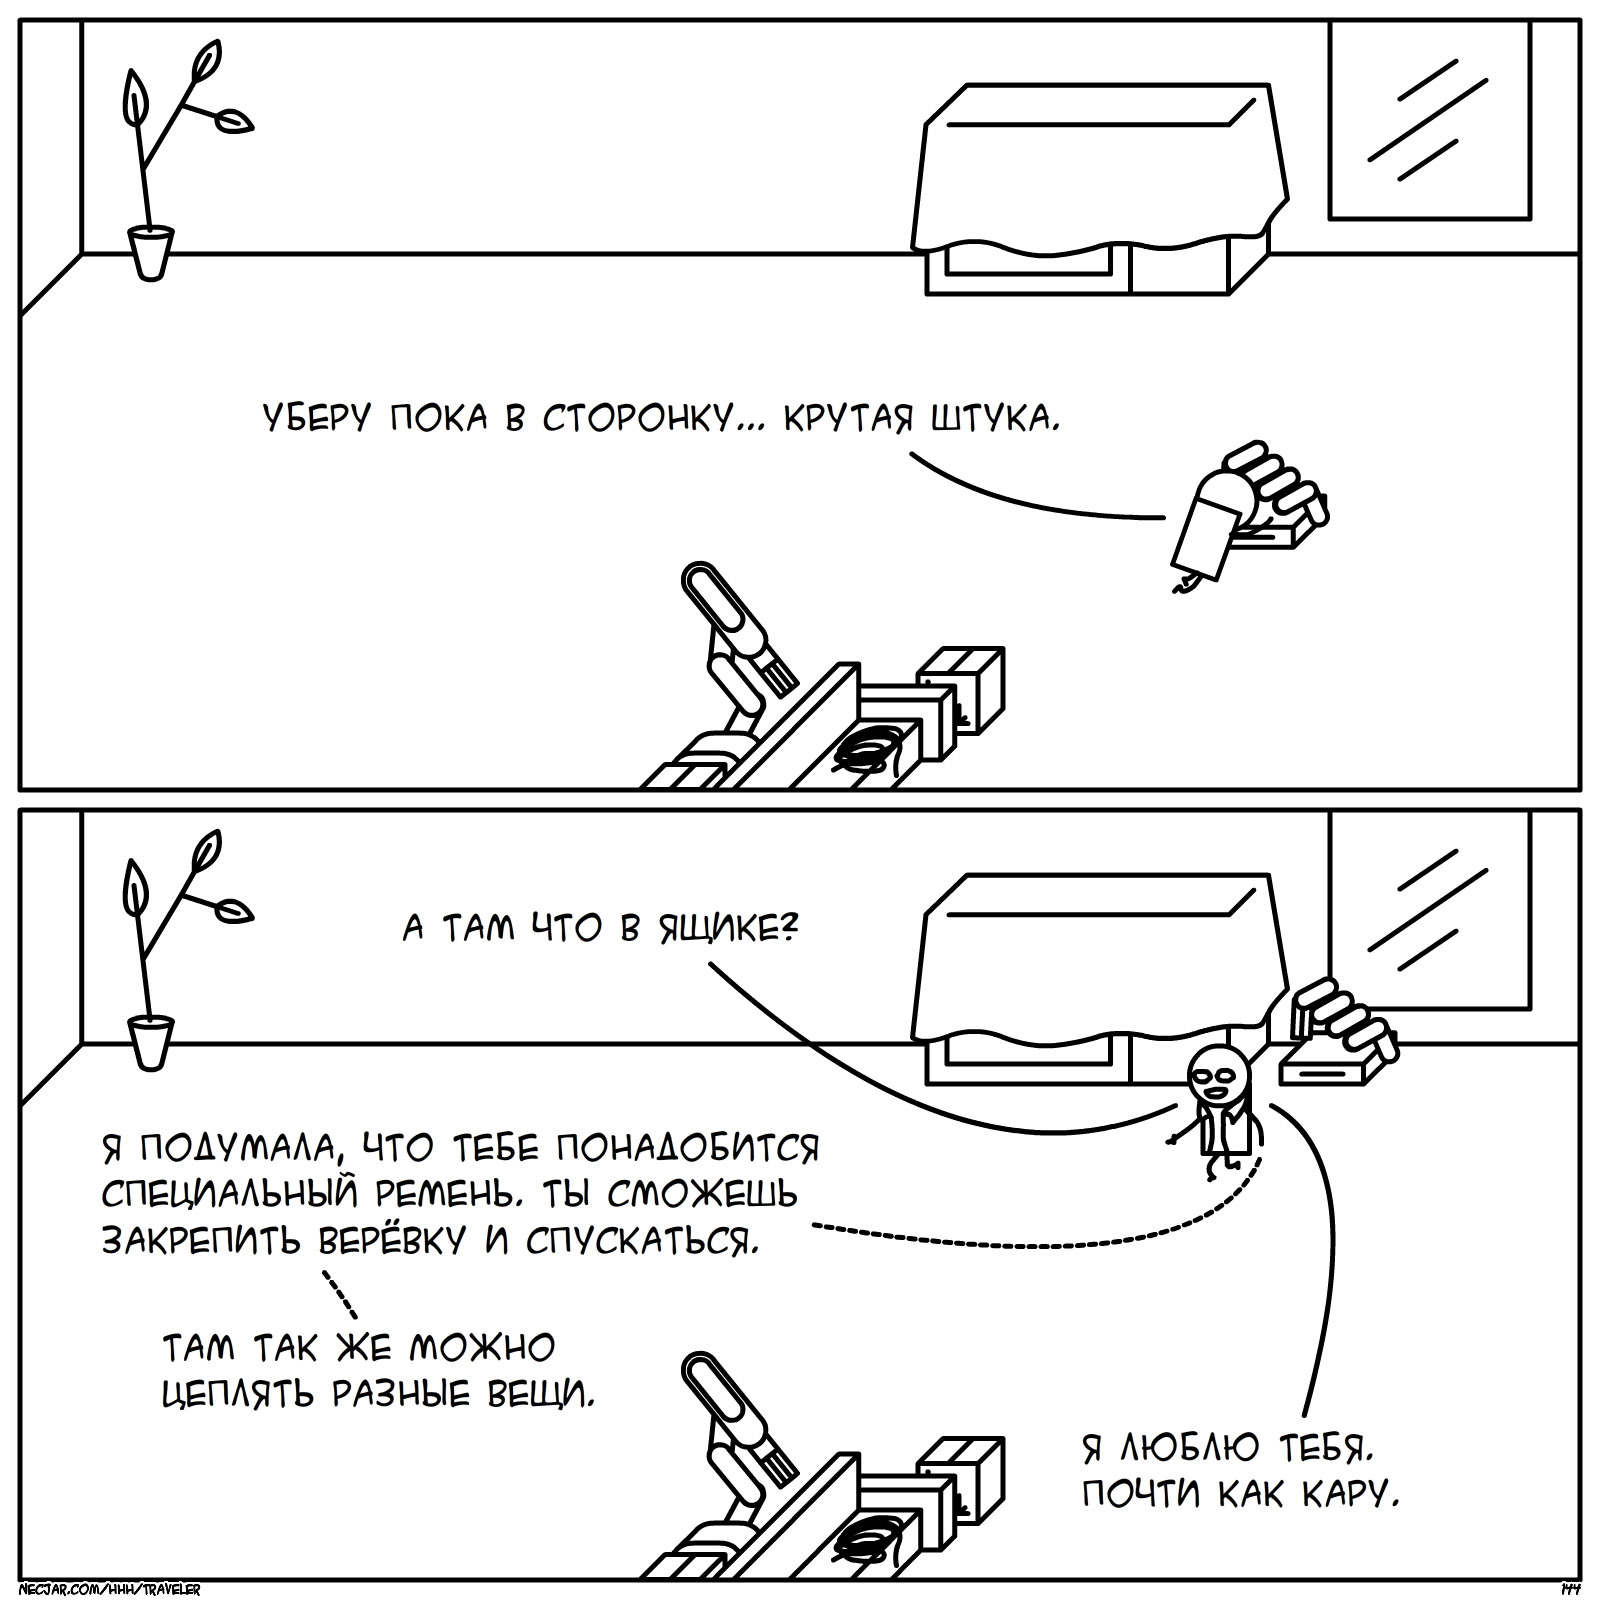 УБЕРУ ПОКА В СТОРОНКУ... КРУТАЯ ШТУКА.
А ТАМ ЧТО В ЯЩИКЕ?
Я ПОДУМАЛА, ЧТО ТЕБЕ ПОНАДОБИТСЯ
СПЕЦИАЛЬНЫЙ РЕМЕНЬ. ТЫ СМОЖЕШЬ
ЗАКРЕПИТЬ ВЕРЁВКУ И СПУСКАТЬСЯ.
ТАМ ТАК ЖЕ МОЖНО
ЦЕПЛЯТЬ РАЗНЫЕ ВЕЩИ.
Я ЛЮБЛЮ ТЕБЯ.
ПОЧТИ КАК КАРУ.
NECJAR.COM/HHH/TRAVELER
144